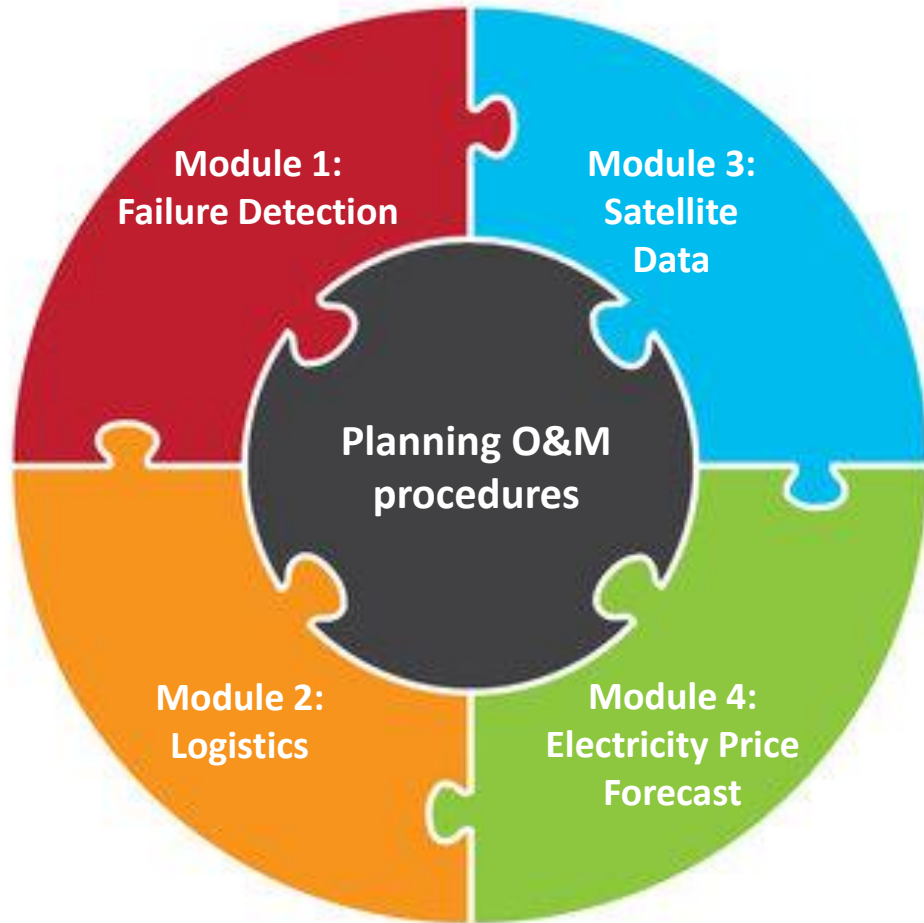 Module 1:
Failure Detection
Module 3:
Satellite
Data
Planning O&M
procedures
Module 2:
Logistics
Module 4:
Electricity Price
Forecast